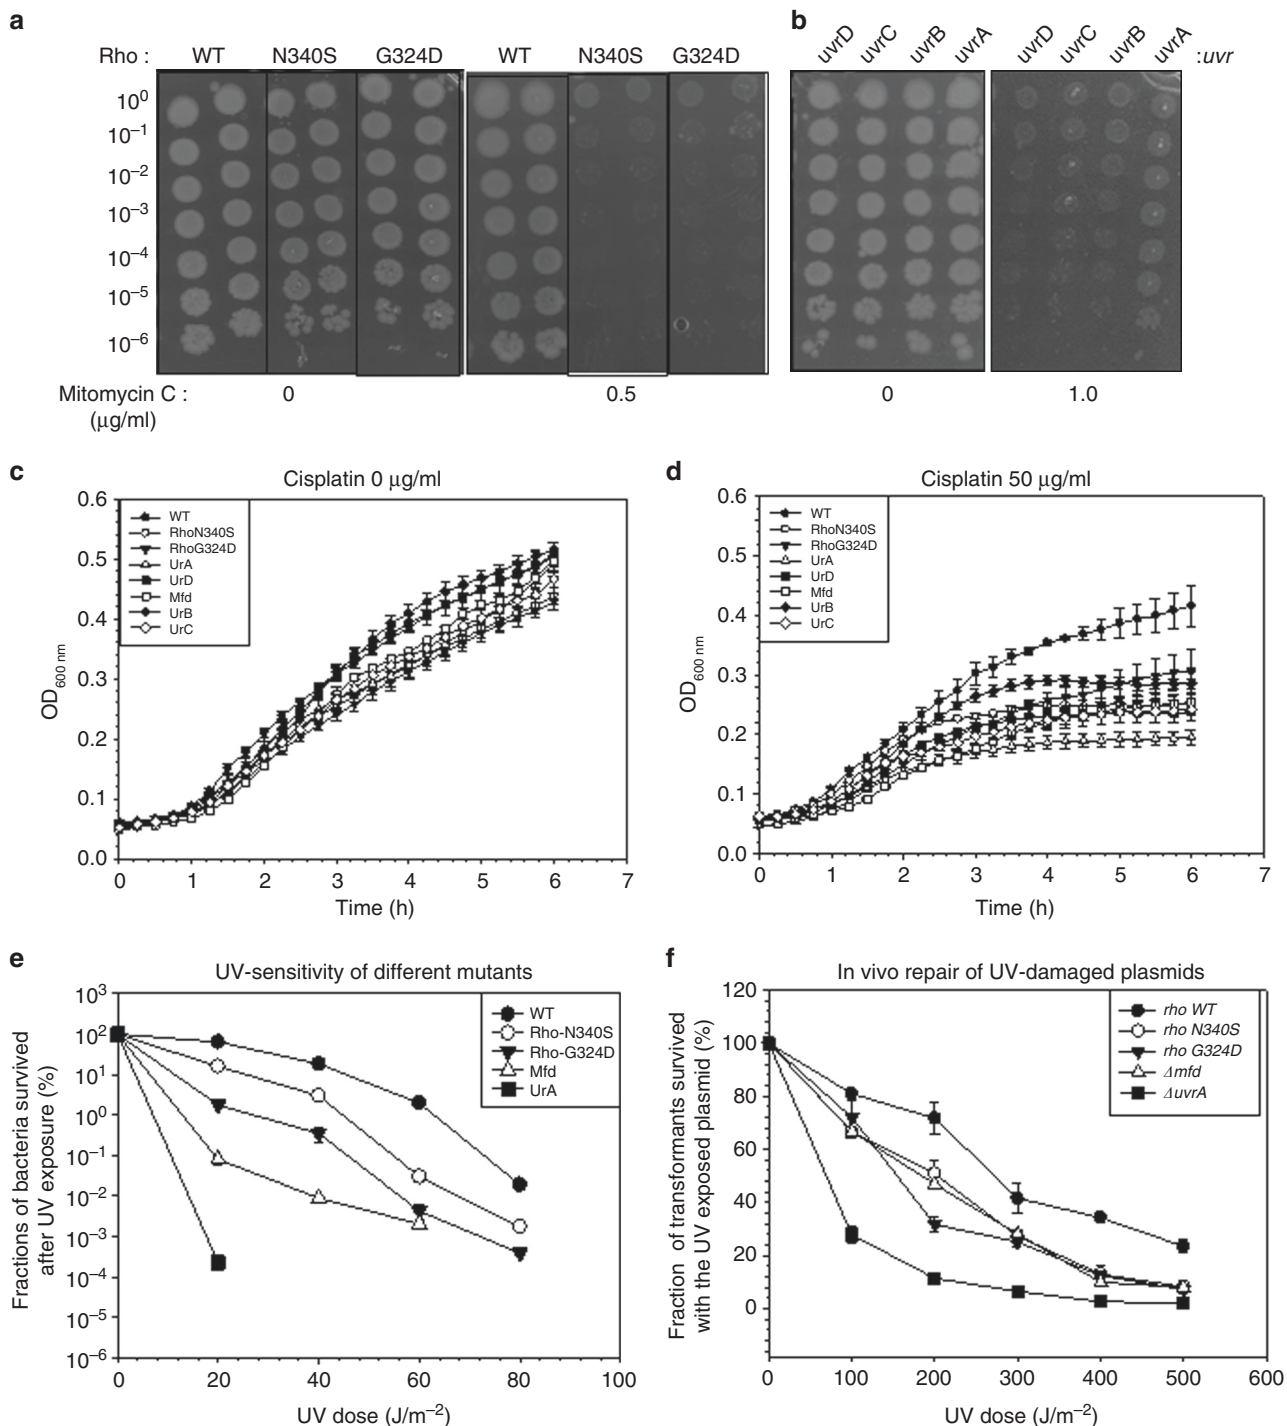 a
Rho : WT N340S G324D WT N340S G324D
10⁰
10⁻¹
10⁻²
10⁻³
10⁻⁴
10⁻⁵
10⁻⁶
Mitomycin C : 0 0.5
(μg/ml)
b
uvrD uvrC uvrB uvrA uvrD uvrC uvrB uvrA :uvr
0 1.0
c
Cisplatin 0 μg/ml
0.6
0.5
0.4
0.3
0.2
0.1
0.0
OD600 nm
WT
RhoN340S
RhoG324D
UrA
UrD
Mfd
UrB
UrC
0 1 2 3 4 5 6 7
Time (h)
d
Cisplatin 50 μg/ml
0.6
0.5
0.4
0.3
0.2
0.1
0.0
OD600 nm
WT
RhoN340S
RhoG324D
UrA
UrD
Mfd
UrB
UrC
0 1 2 3 4 5 6 7
Time (h)
e
UV-sensitivity of different mutants
10³
10²
10¹
10⁰
10⁻¹
10⁻²
10⁻³
10⁻⁴
10⁻⁵
10⁻⁶
Fractions of bacteria survived
after UV exposure (%)
WT
Rho-N340S
Rho-G324D
Mfd
UrA
0 20 40 60 80 100
UV dose (J/m⁻²)
f
In vivo repair of UV-damaged plasmids
120
100
80
60
40
20
0
Fraction of transformants survived
with the UV exposed plasmid (%)
rho WT
rho N340S
rho G324D
Δmfd
ΔuvrA
0 100 200 300 400 500 600
UV dose (J/m⁻²)